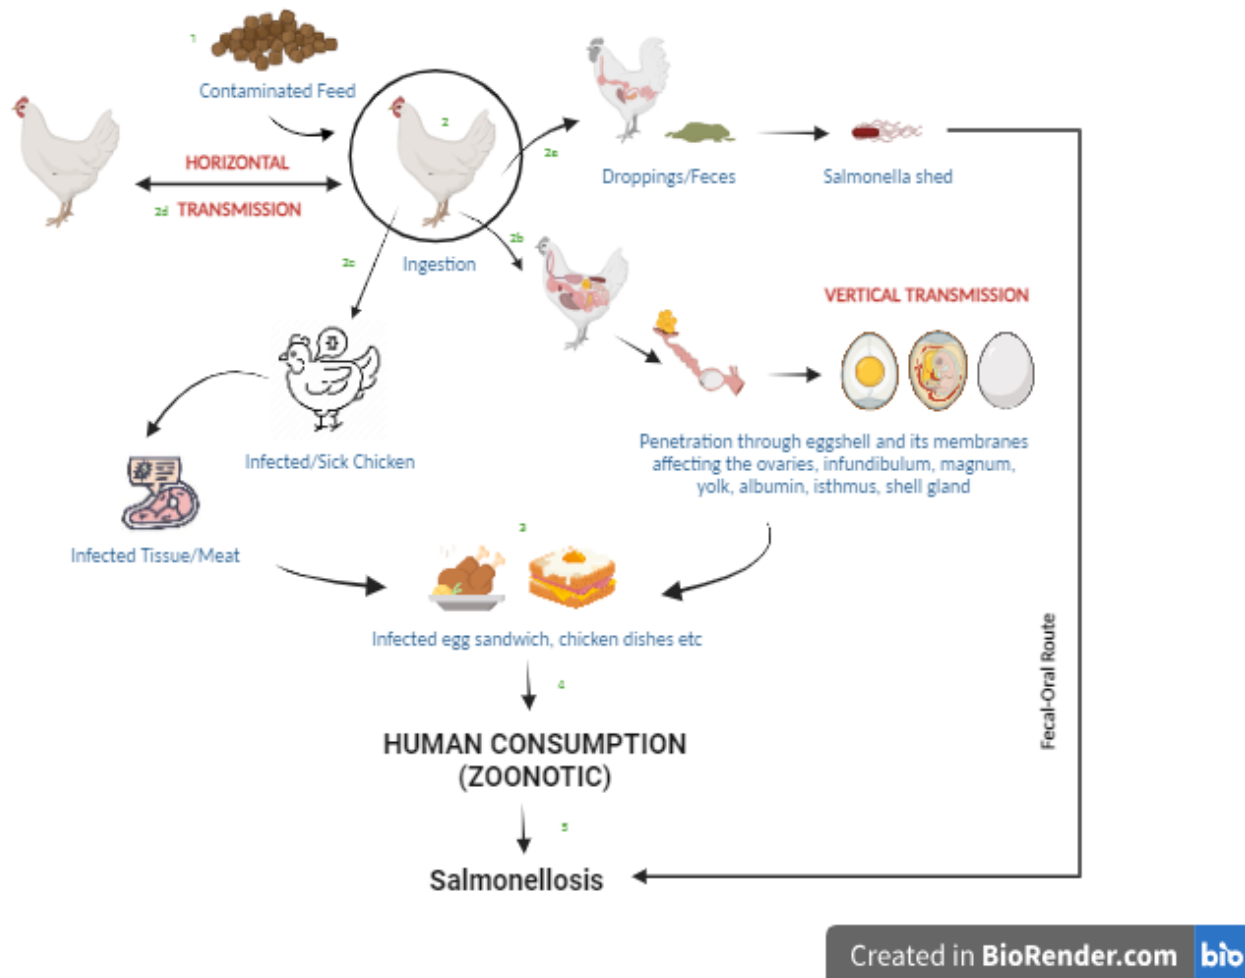 1
Contaminated Feed
2
HORIZONTAL
TRANSMISSION
2d
2a
Droppings/Feces
Salmonella shed
2c
Ingestion
2b
VERTICAL TRANSMISSION
Infected/Sick Chicken
Penetration through eggshell and its membranes
affecting the ovaries, infundibulum, magnum,
yolk, albumin, isthmus, shell gland
Infected Tissue/Meat
3
Infected egg sandwich, chicken dishes etc
4
HUMAN CONSUMPTION
(ZOONOTIC)
5
Salmonellosis
Fecal-Oral Route
Created in BioRender.com bio